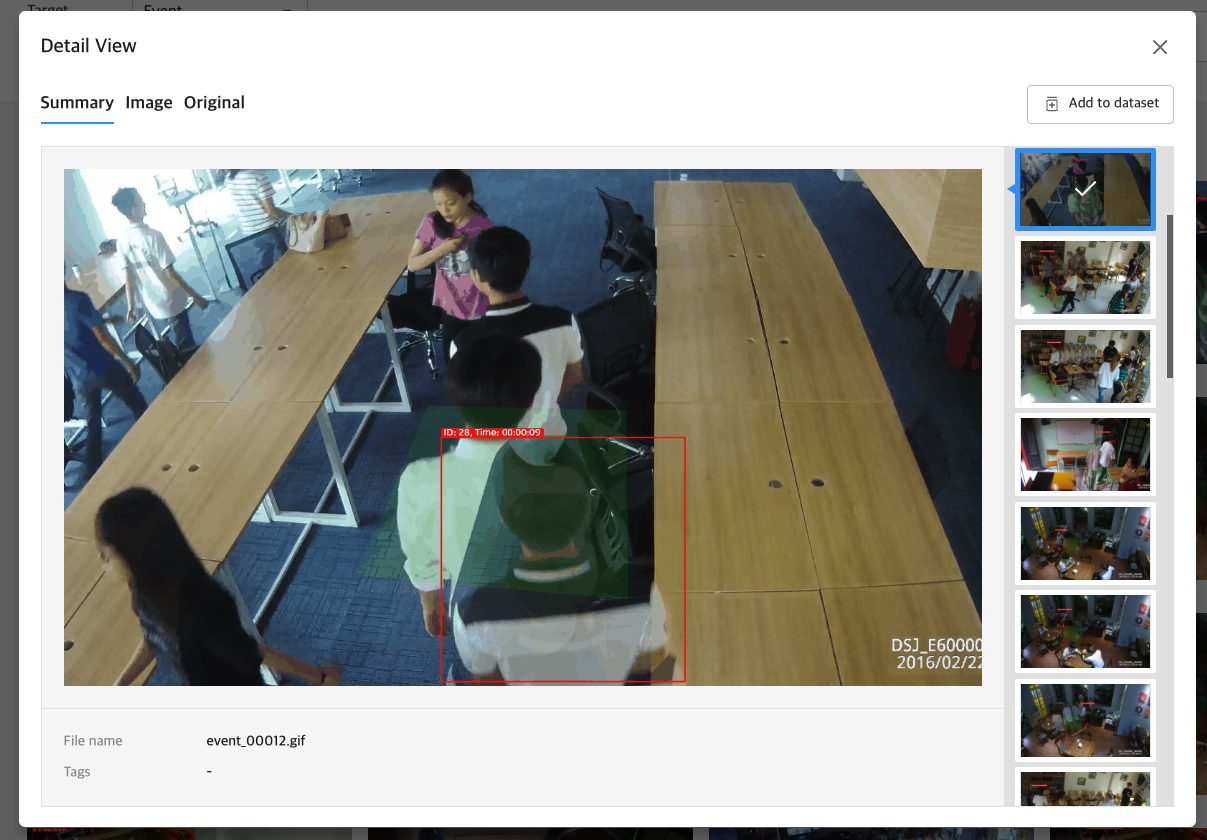 Target
Event
Detail View
Summary
Image
Original
Add to dataset
ID: 28, Time: 00:00:09
DSJ_E60000
2016/02/22
File name
event_00012.gif
Tags
-